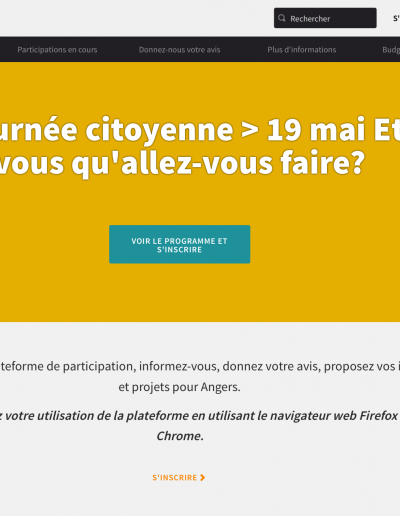 Rechercher
S'
Participations en cours Donnez-nous votre avis Plus d'informations Budg
urnée citoyenne > 19 mai Et
vous qu'allez-vous faire?
VOIR LE PROGRAMME ET
S'INSCRIRE
teforme de participation, informez-vous, donnez votre avis, proposez vos i
et projets pour Angers.
z votre utilisation de la plateforme en utilisant le navigateur web Firefox
Chrome.
S'INSCRIRE